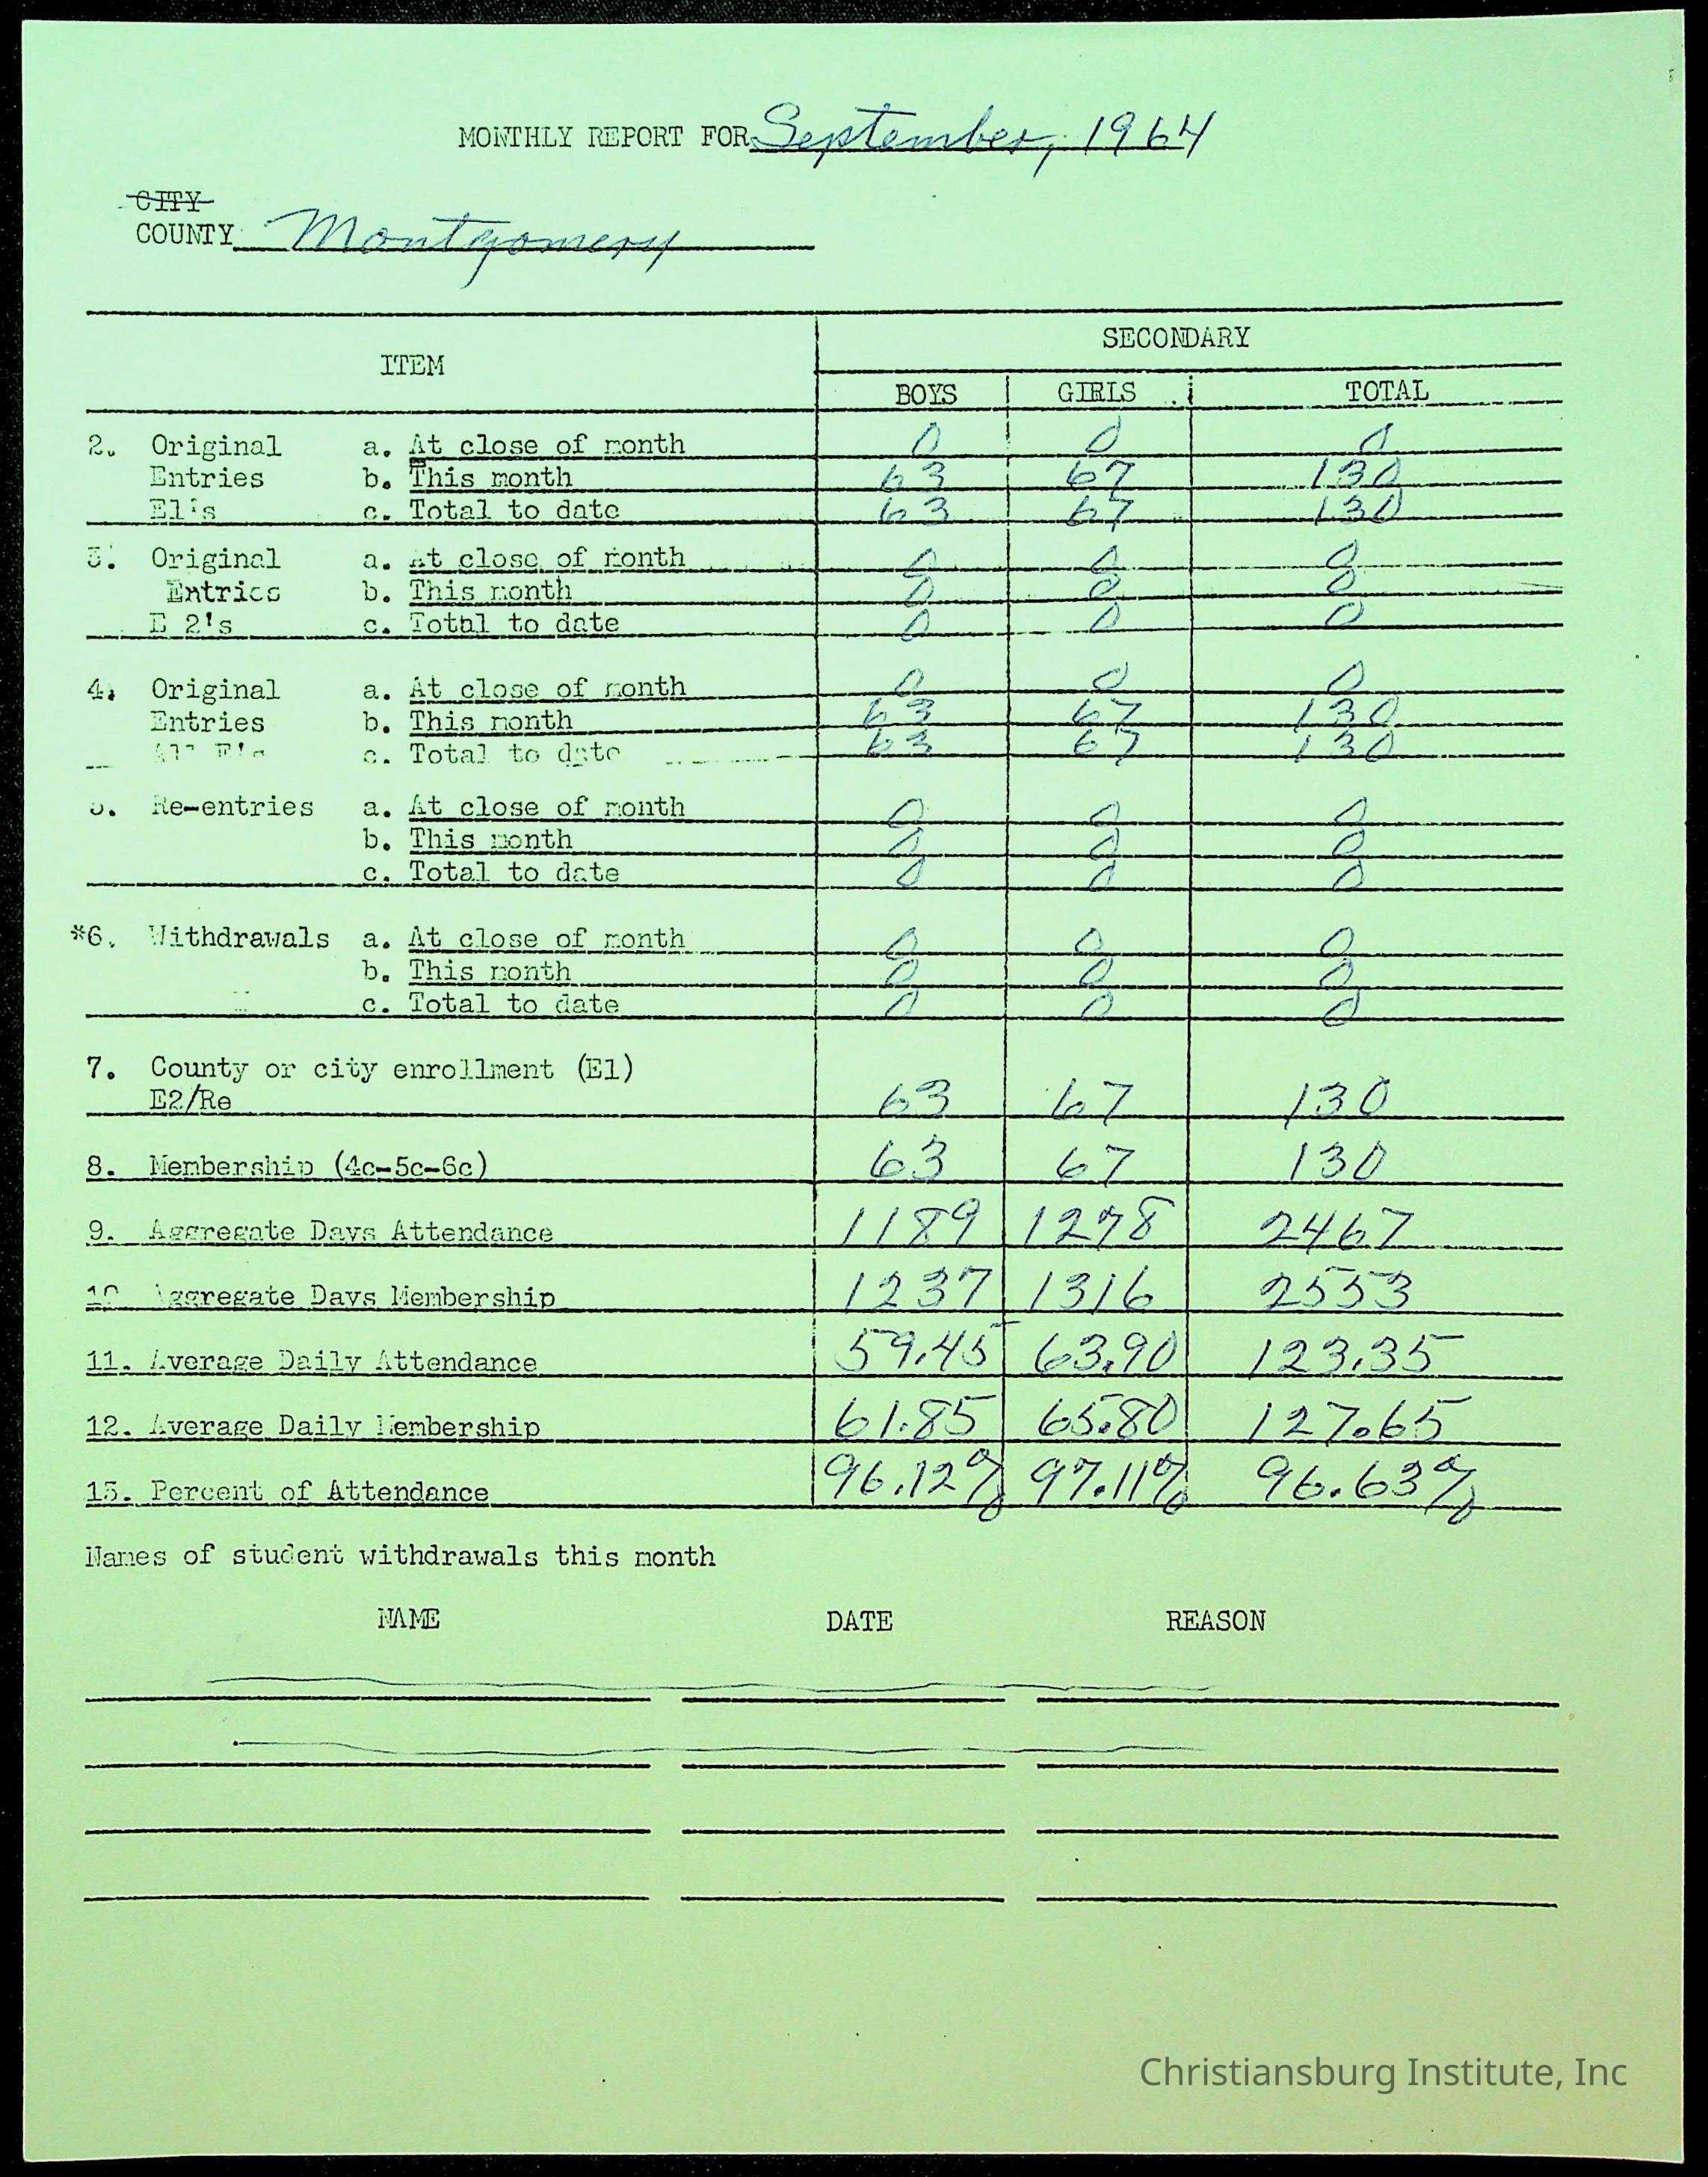 MONTHLY REPORT FOR September, 1964
CITY
COUNTY Montgomery
SECONDARY
ITEM
BOYS GIRLS TOTAL
2. Original a. At close of month 0 0 0
Entries b. This month 63 67 130
E1's c. Total to date 63 67 130
3. Original a. At close of month 0 0 0
Entries b. This month 0 0 0
E 2's c. Total to date 0 0 0
4. Original a. At close of month 0 0 0
Entries b. This month 63 67 130
All E's c. Total to date 63 67 130
5. Re-entries a. At close of month 0 0 0
b. This month 0 0 0
c. Total to date 0 0 0
*6. Withdrawals a. At close of month 0 0 0
b. This month 0 0 0
c. Total to date 0 0 0
7. County or city enrollment (E1)
E2/Re 63 67 130
8. Membership (4c-5c-6c) 63 67 130
9. Aggregate Days Attendance 1189 1278 2467
10 Aggregate Days Membership 1237 1316 2553
11. Average Daily Attendance 59.45 63.90 123.35
12. Average Daily Membership 61.85 65.80 127.65
13. Percent of Attendance 96.12% 97.11% 96.63%
Names of student withdrawals this month
NAME DATE REASON
Christiansburg Institute, Inc